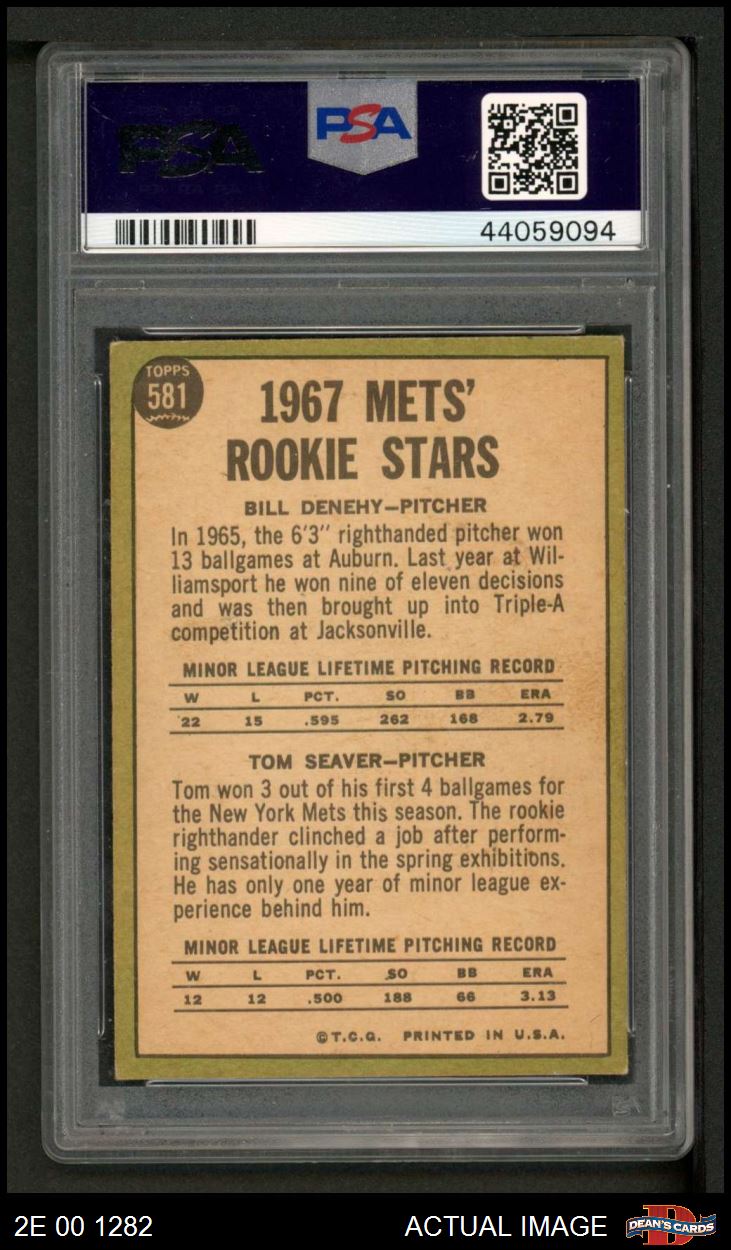 PSA
PSA
44059094
TOPPS
581
1967 METS'
ROOKIE STARS
BILL DENEHY–PITCHER
In 1965, the 6'3" righthanded pitcher won
13 ballgames at Auburn. Last year at Wil-
liamsport he won nine of eleven decisions
and was then brought up into Triple-A
competition at Jacksonville.
MINOR LEAGUE LIFETIME PITCHING RECORD
W L PCT. SO BB ERA
22 15 .595 262 168 2.79
TOM SEAVER–PITCHER
Tom won 3 out of his first 4 ballgames for
the New York Mets this season. The rookie
righthander clinched a job after perform-
ing sensationally in the spring exhibitions.
He has only one year of minor league ex-
perience behind him.
MINOR LEAGUE LIFETIME PITCHING RECORD
W L PCT. SO BB ERA
12 12 .500 188 66 3.13
©T.C.G. PRINTED IN U.S.A.
2E 00 1282
ACTUAL IMAGE
DEAN'S CARDS